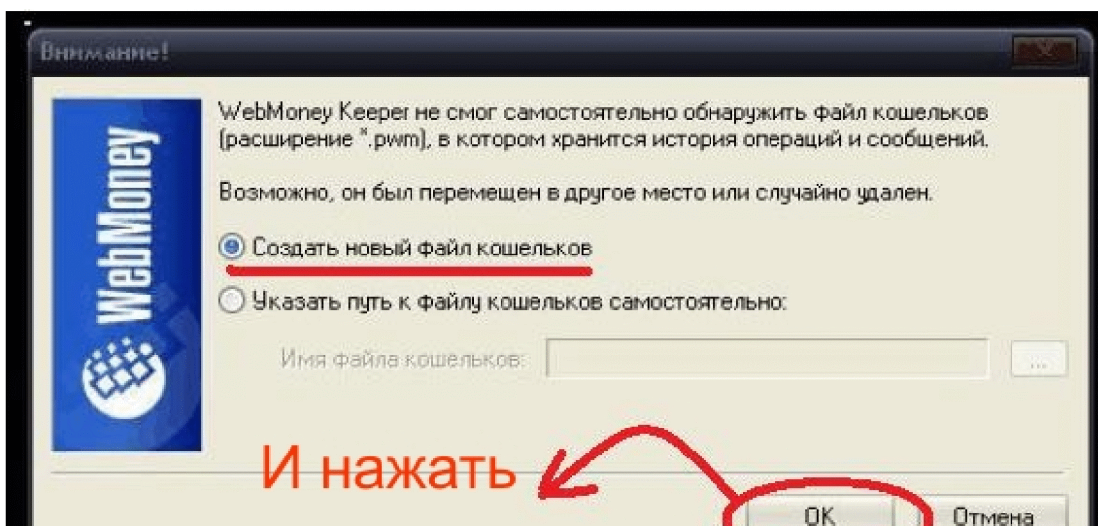 Внимание!
WebMoney
WebMoney Keeper не смог самостоятельно обнаружить файл кошельков
(расширение *.pwm), в котором хранится история операций и сообщений.
Возможно, он был перемещен в другое место или случайно удален.
Создать новый файл кошельков
Указать путь к файлу кошельков самостоятельно:
Имя файла кошельков:
...
И нажать
OK
Отмена